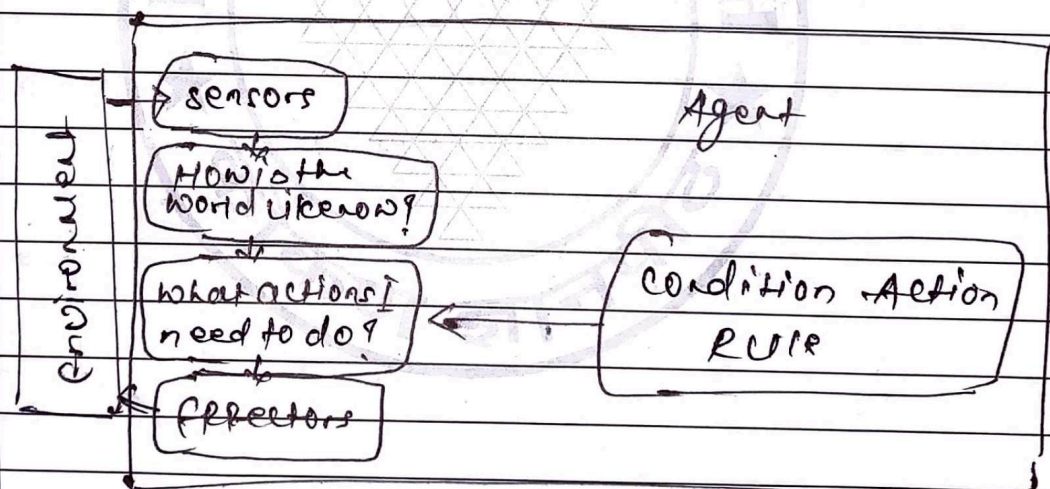 sensors
Agent
How is the
world like now?
Environment
what actions I
need to do?
Condition Action
Rule
Effectors